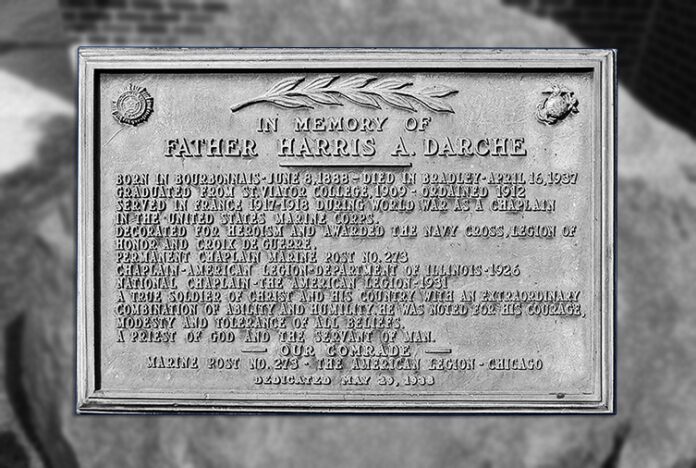 IN MEMORY OF
FATHER HARRIS A. DARCHE
BORN IN BOURBONNAIS·JUNE 8, 1888 - DIED IN BRADLEY·APRIL 16, 1937
GRADUATED FROM ST. VIATOR COLLEGE, 1909 - ORDAINED 1912
SERVED IN FRANCE 1917-1918 DURING WORLD WAR AS A CHAPLAIN
IN THE UNITED STATES MARINE CORPS.
DECORATED FOR HEROISM AND AWARDED THE NAVY CROSS, LEGION OF
HONOR AND CROIX DE GUERRE.
PERMANENT CHAPLAIN MARINE POST NO. 273
CHAPLAIN-AMERICAN LEGION-DEPARTMENT OF ILLINOIS-1926
NATIONAL CHAPLAIN-THE AMERICAN LEGION-1931
A TRUE SOLDIER OF CHRIST AND HIS COUNTRY WITH AN EXTRAORDINARY
COMBINATION OF ABILITY AND HUMILITY. HE WAS NOTED FOR HIS COURAGE,
MODESTY AND TOLERANCE OF ALL BELIEFS.
A PRIEST OF GOD AND THE SERVANT OF MAN.
— OUR COMRADE —
MARINE POST NO. 273 - THE AMERICAN LEGION - CHICAGO
DEDICATED MAY 29, 1938